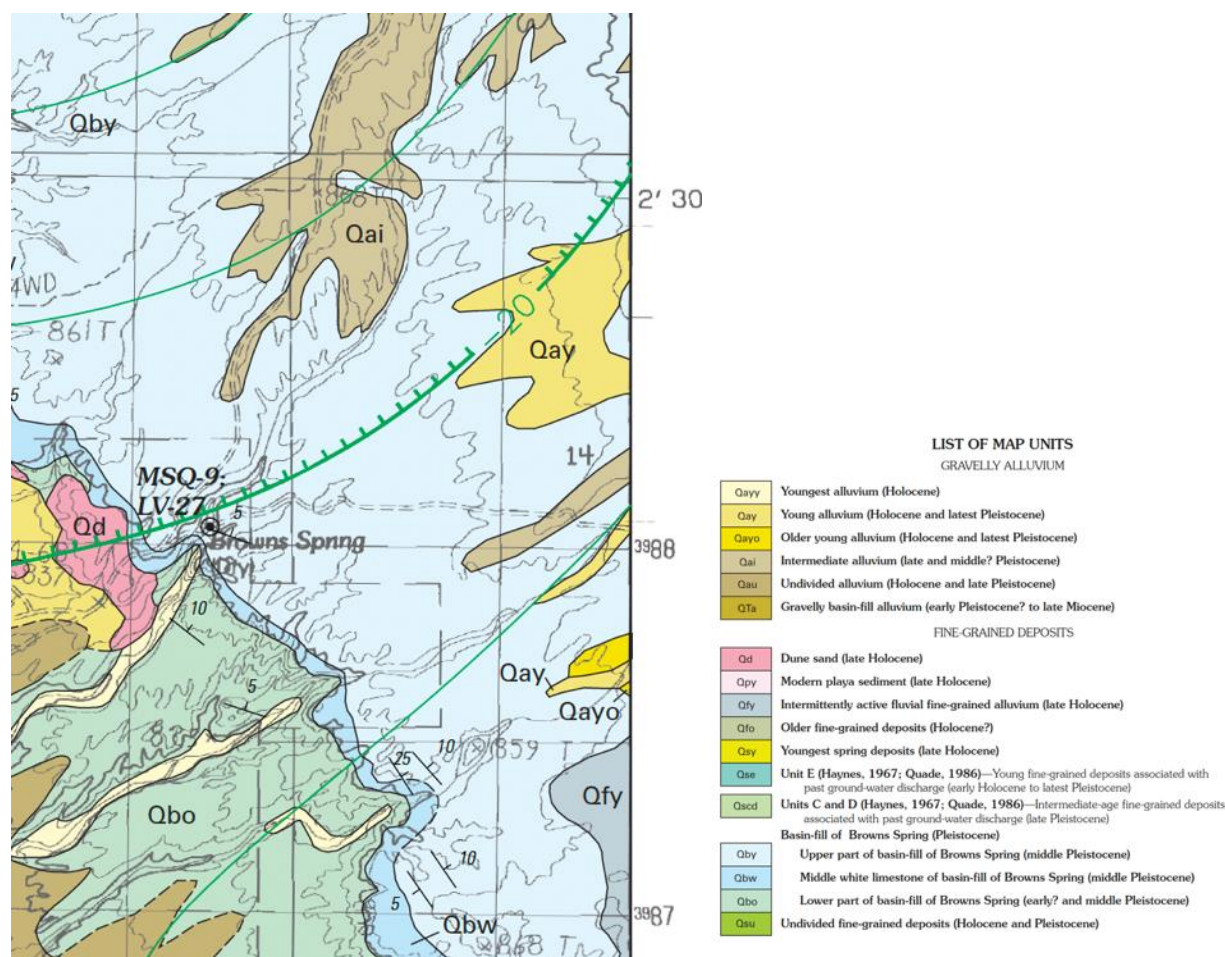 Qby
2' 30
868 T
Qai
4WD
861 T
20
Qay
5
14
MSQ-9;
LV-27
5
Qd
Browns Spring
3988
837
10
Qay
5
Qayo
10
859 T
25
Qfy
Qbo
10
5
3987
Qbw
868 T
LIST OF MAP UNITS
GRAVELLY ALLUVIUM
Qayy Youngest alluvium (Holocene)
Qay Young alluvium (Holocene and latest Pleistocene)
Qayo Older young alluvium (Holocene and latest Pleistocene)
Qai Intermediate alluvium (late and middle? Pleistocene)
Qau Undivided alluvium (Holocene and late Pleistocene)
QTa Gravelly basin-fill alluvium (early Pleistocene? to late Miocene)
FINE-GRAINED DEPOSITS
Qd Dune sand (late Holocene)
Qpy Modern playa sediment (late Holocene)
Qfy Intermittently active fluvial fine-grained alluvium (late Holocene)
Qfo Older fine-grained deposits (Holocene?)
Qsy Youngest spring deposits (late Holocene)
Qse Unit E (Haynes, 1967; Quade, 1986)—Young fine-grained deposits associated with
past ground-water discharge (early Holocene to latest Pleistocene)
Qscd Units C and D (Haynes, 1967; Quade, 1986)—Intermediate-age fine-grained deposits
associated with past ground-water discharge (late Pleistocene)
Basin-fill of Browns Spring (Pleistocene)
Qby Upper part of basin-fill of Browns Spring (middle Pleistocene)
Qbw Middle white limestone of basin-fill of Browns Spring (middle Pleistocene)
Qbo Lower part of basin-fill of Browns Spring (early? and middle Pleistocene)
Qsu Undivided fine-grained deposits (Holocene and Pleistocene)